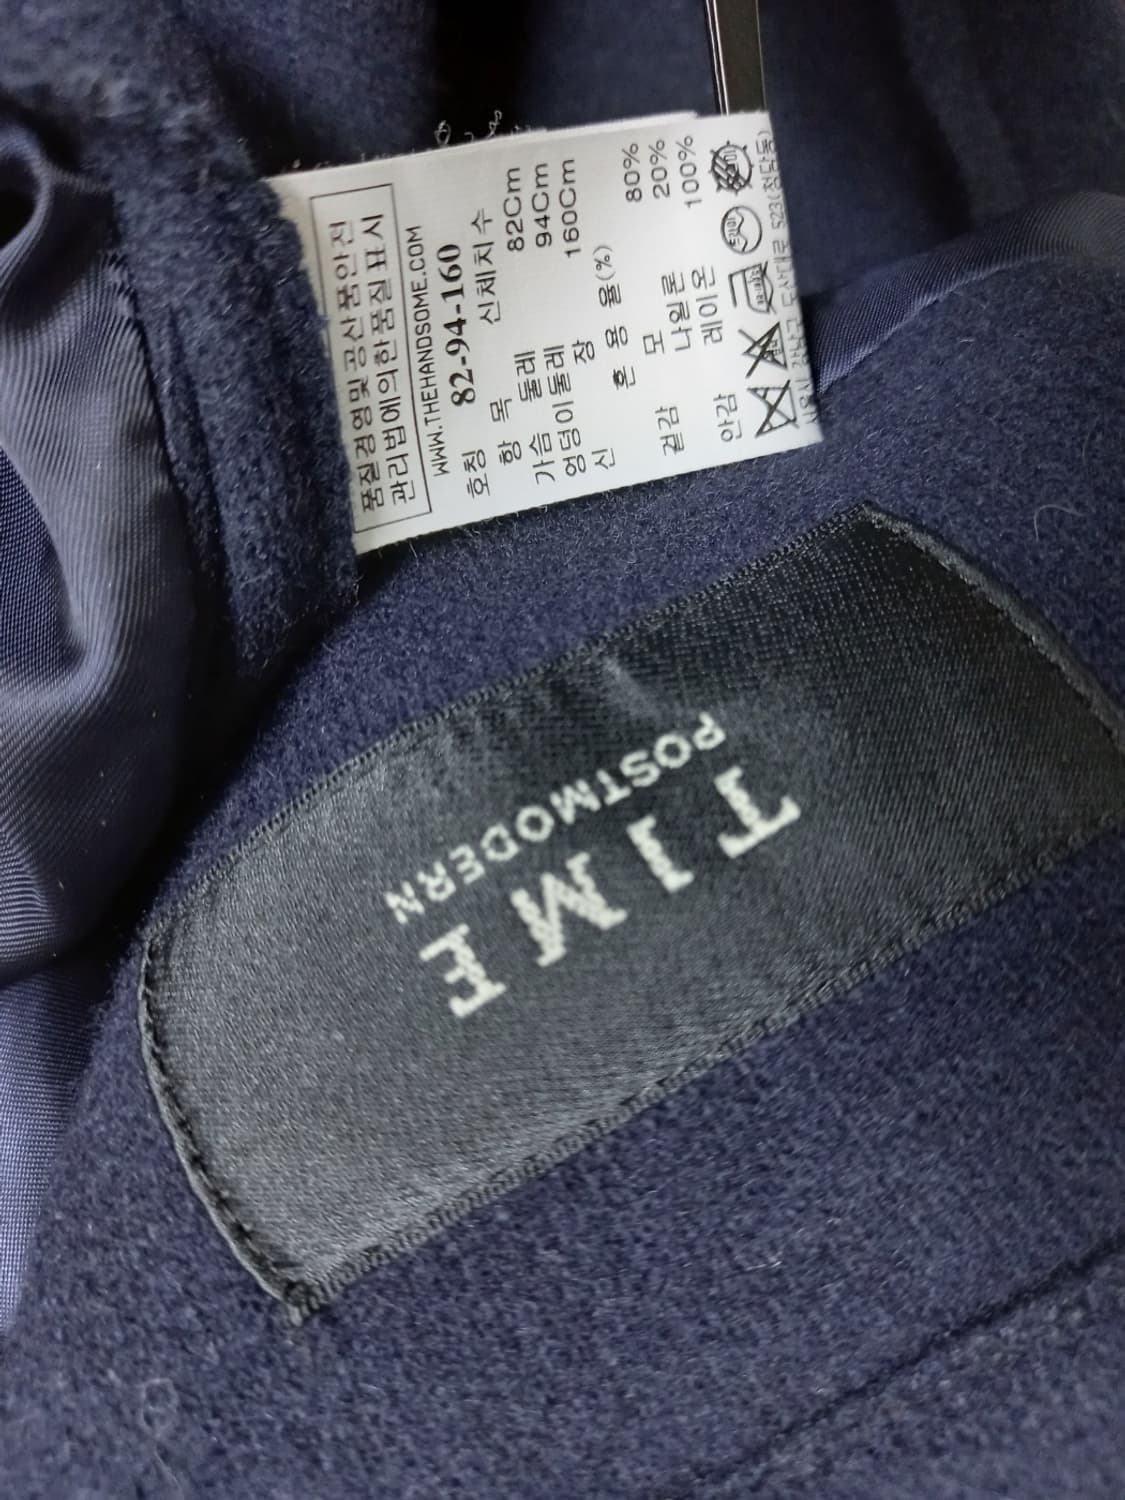 품질경영및공산품안전
관리법에의한품질표시
WWW.THEHANDSOME.COM
호칭 82-94-160
항 목 신체치수
가슴 둘레 82Cm
엉덩이둘레 94Cm
신 장 160Cm
혼 용 율(%)
겉감 모 80%
나일론 20%
안감 레이온 100%
TIME
POSTMODERN